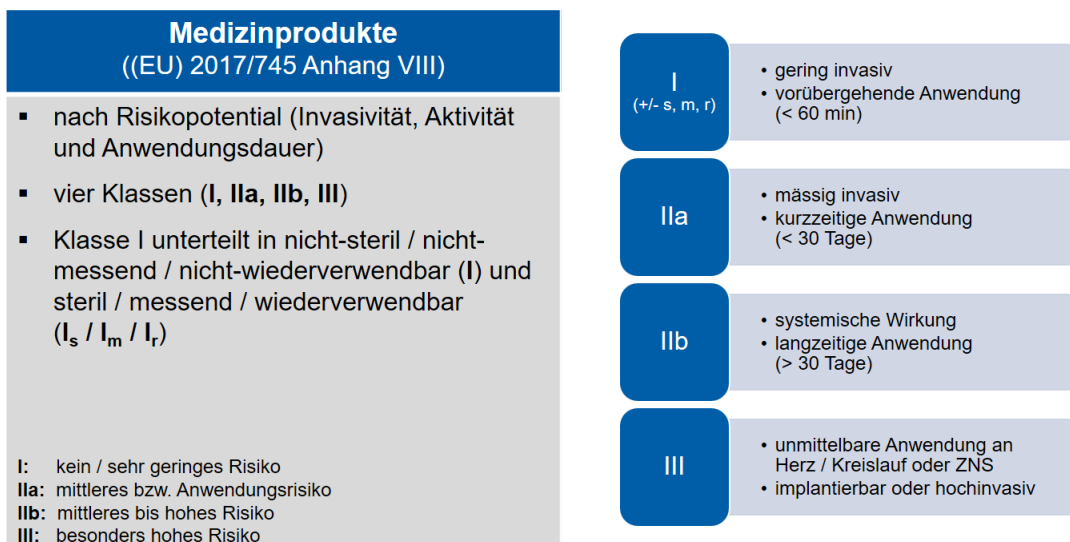 Medizinprodukte
((EU) 2017/745 Anhang VIII)
▪ nach Risikopotential (Invasivität, Aktivität
und Anwendungsdauer)
▪ vier Klassen (I, IIa, IIb, III)
▪ Klasse I unterteilt in nicht-steril / nicht-
messend / nicht-wiederverwendbar (I) und
steril / messend / wiederverwendbar
(Is / Im / Ir)
I: kein / sehr geringes Risiko
IIa: mittleres bzw. Anwendungsrisiko
IIb: mittleres bis hohes Risiko
III: besonders hohes Risiko
I
(+/- s, m, r)
• gering invasiv
• vorübergehende Anwendung
(< 60 min)
IIa
• mässig invasiv
• kurzzeitige Anwendung
(< 30 Tage)
IIb
• systemische Wirkung
• langzeitige Anwendung
(> 30 Tage)
III
• unmittelbare Anwendung an
Herz / Kreislauf oder ZNS
• implantierbar oder hochinvasiv